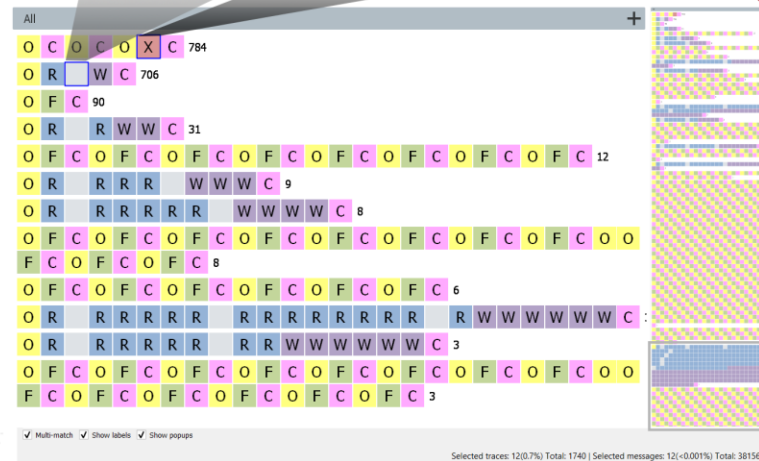 All +
O C O C O X C 784
O R W C 706
O F C 90
O R R W W C 31
O F C O F C O F C O F C O F C O F C O F C O F C 12
O R R R R W W W C 9
O R R R R R R W W W W C 8
O F C O F C O F C O F C O F C O F C O F C O F C O O
F C O F C O F C 8
O F C O F C O F C O F C O F C O F C 6
O R R R R R R R R R R R R R R R W W W W W W C
O R R R R R R R R W W W W W W C 3
O F C O F C O F C O F C O F C O F C O F C O F C O O
F C O F C O F C O F C O F C O F C 3
Multi-match Show labels Show popups
Selected traces: 12(0.7%) Total: 1740 | Selected messages: 12(<0.001%) Total: 38156